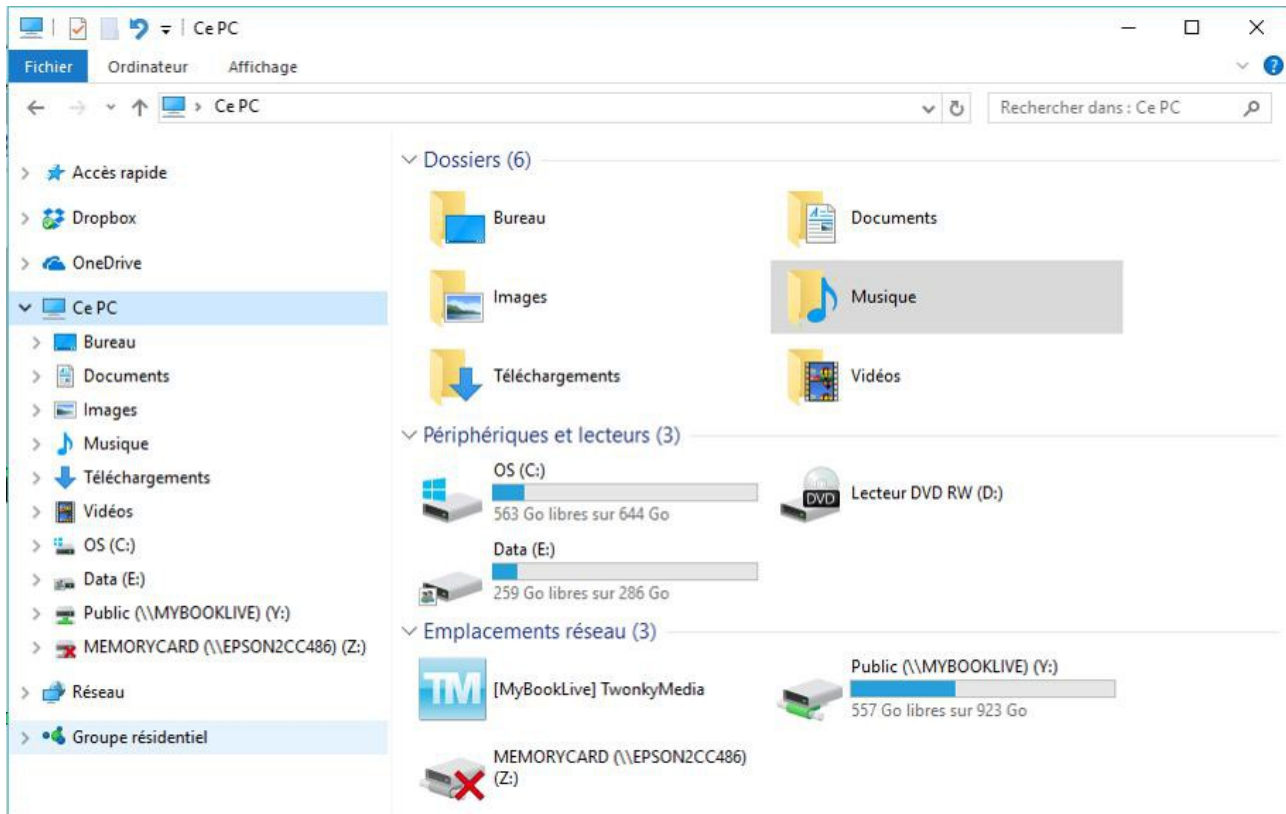 Ce PC
Fichier Ordinateur Affichage
Ce PC
Rechercher dans : Ce PC
Accès rapide
Dropbox
OneDrive
Ce PC
Bureau
Documents
Images
Musique
Téléchargements
Vidéos
OS (C:)
Data (E:)
Public (\\MYBOOKLIVE) (Y:)
MEMORYCARD (\\EPSON2CC486) (Z:)
Réseau
Groupe résidentiel
Dossiers (6)
Bureau
Documents
Images
Musique
Téléchargements
Vidéos
Périphériques et lecteurs (3)
OS (C:)
563 Go libres sur 644 Go
Lecteur DVD RW (D:)
DVD
Data (E:)
259 Go libres sur 286 Go
Emplacements réseau (3)
TM
[MyBookLive] TwonkyMedia
Public (\\MYBOOKLIVE) (Y:)
557 Go libres sur 923 Go
MEMORYCARD (\\EPSON2CC486)
(Z:)